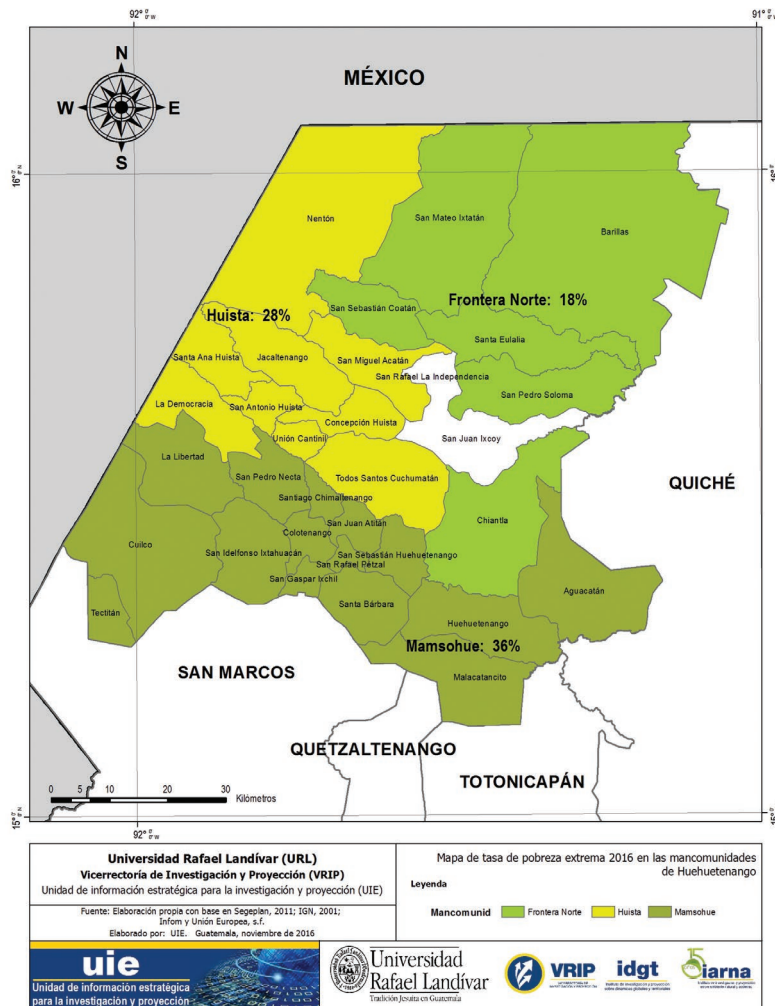 92° 0' 0" W
91° 0' 0" W
N
W E
S
MÉXICO
16° 0' 0" N
Nentón
San Mateo Ixtatán
Barillas
San Sebastián Coatán
Frontera Norte: 18%
Huista: 28%
Santa Eulalia
Santa Ana Huista
Jacaltenango
San Miguel Acatán
San Rafael La Independencia
San Pedro Soloma
La Democracia
San Antonio Huista
Concepción Huista
Unión Cantinil
San Juan Ixcoy
La Libertad
San Pedro Necta
Todos Santos Cuchumatán
QUICHÉ
Santiago Chimaltenango
Chiantla
San Juan Atitán
Cuilco
Colotenango
San Ildefonso Ixtahuacán
San Sebastián Huehuetenango
San Rafael Pétzal
San Gaspar Ixchil
Aguacatán
Tectitán
Santa Bárbara
Huehuetenango
Mamsohue: 36%
SAN MARCOS
Malacatancito
QUETZALTENANGO
TOTONICAPÁN
0 5 10 20 30
Kilómetros
15° 0' 0" N
92° 0' 0" W
Universidad Rafael Landívar (URL)
Vicerrectoría de Investigación y Proyección (VRIP)
Unidad de información estratégica para la investigación y proyección (UIE)
Fuente: Elaboración propia con base en Segeplan, 2011; IGN, 2001;
Infom y Unión Europea, s.f.
Elaborado por: UIE. Guatemala, noviembre de 2016
Mapa de tasa de pobreza extrema 2016 en las mancomunidades
de Huehuetenango
Leyenda
Mancomunid Frontera Norte Huista Mamsohue
uie
Unidad de información estratégica
para la investigación y proyección
Universidad
Rafael Landívar
Tradición Jesuita en Guatemala
VRIP
idgt
iarna